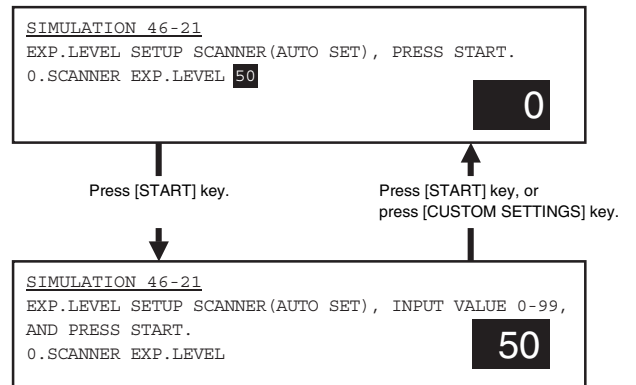 SIMULATION 46-21
EXP.LEVEL SETUP SCANNER(AUTO SET), PRESS START.
0.SCANNER EXP.LEVEL 50
0
Press [START] key.
Press [START] key, or
press [CUSTOM SETTINGS] key.
SIMULATION 46-21
EXP.LEVEL SETUP SCANNER(AUTO SET), INPUT VALUE 0-99,
AND PRESS START.
0.SCANNER EXP.LEVEL
50